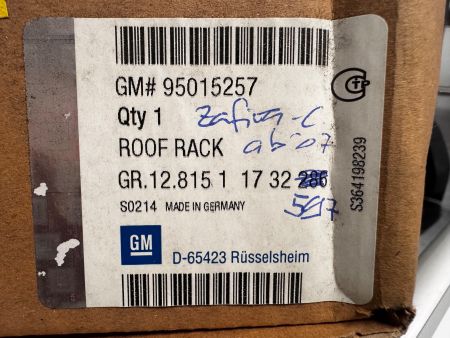 GM# 95015257
Qty 1 Zafira-C
ROOF RACK ab 07
GR.12.815 1 17 32 286
S0214 MADE IN GERMANY
GM
D-65423 Rüsselsheim
S364198239